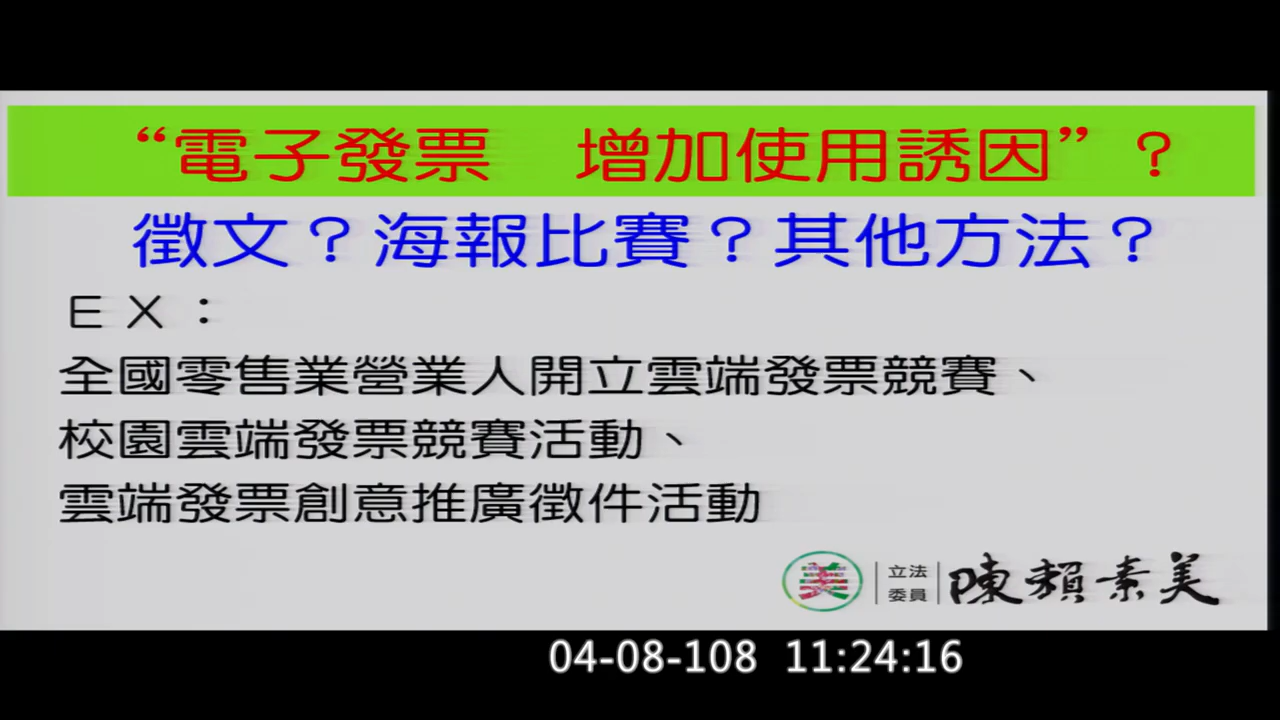 “電子發票　增加使用誘因”？
徵文？海報比賽？其他方法？
ＥＸ：
全國零售業營業人開立雲端發票競賽、
校園雲端發票競賽活動、
雲端發票創意推廣徵件活動
美
立法
委員
陳賴素美
04-08-108 11:24:16